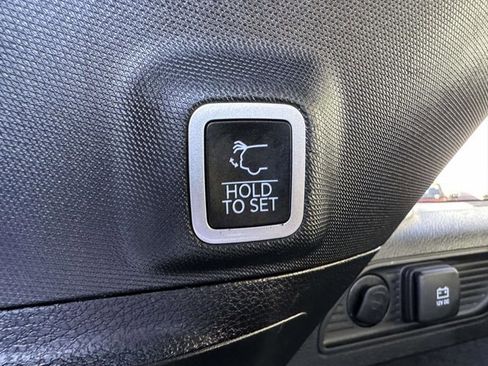 HOLD
TO SET
12V DC